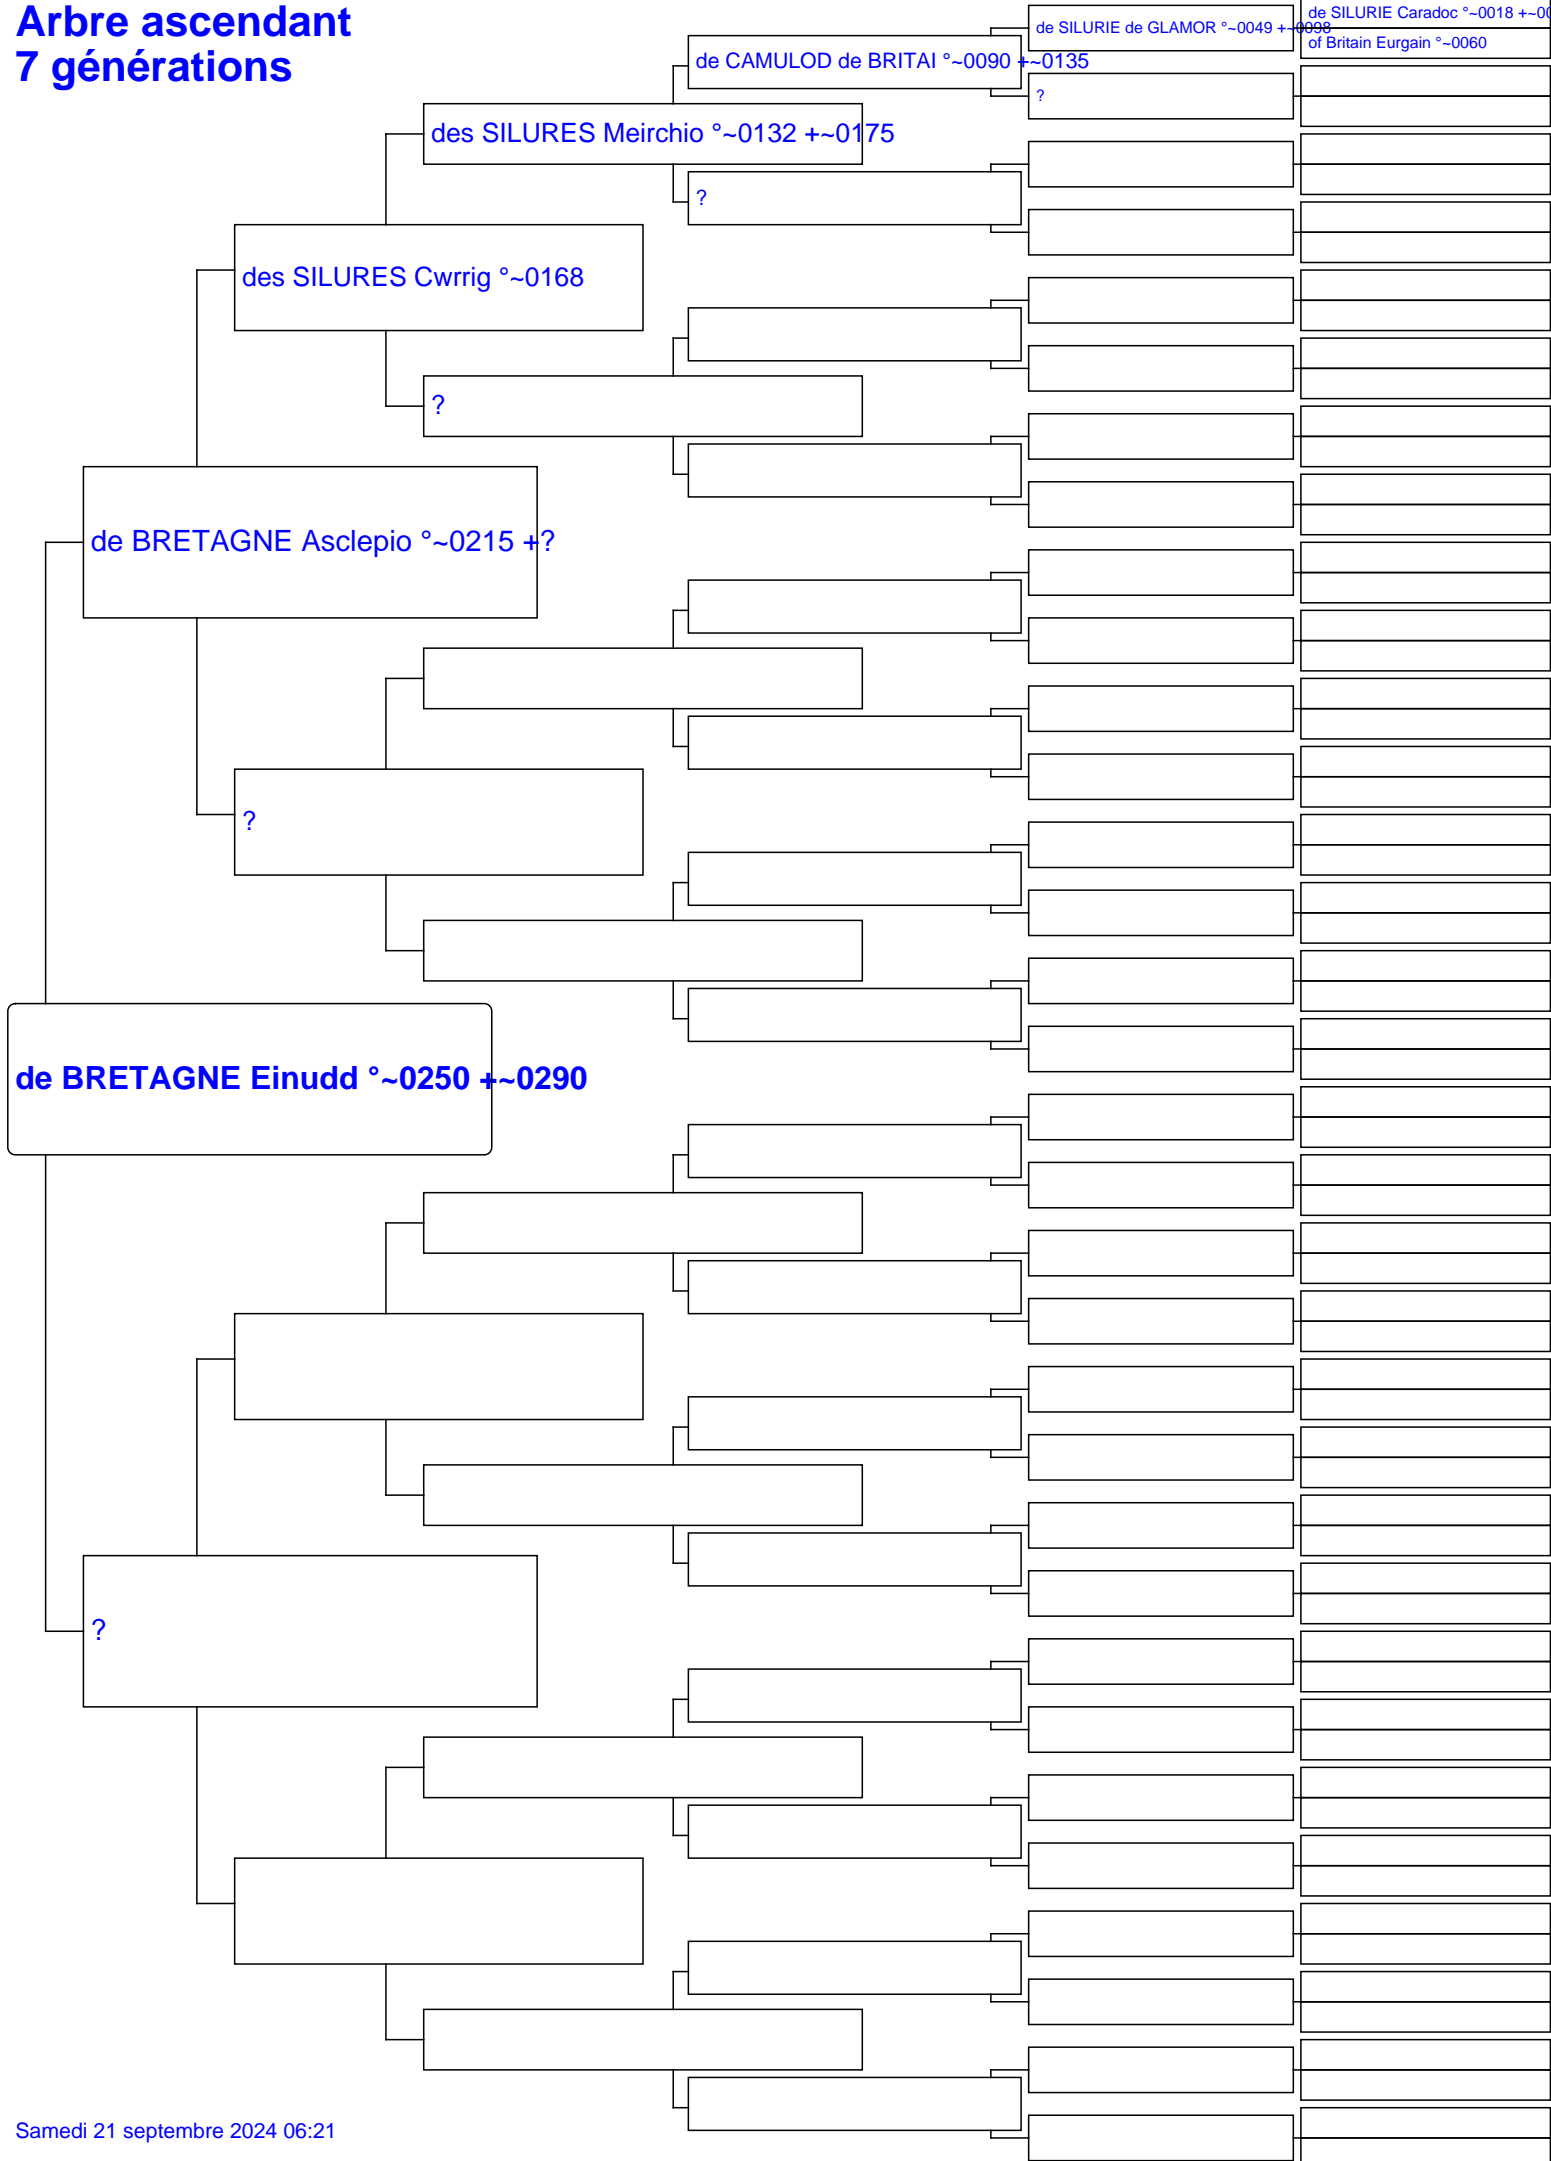 Arbre ascendant
7 générations
de SILURIE Caradoc °~0018 +~00
of Britain Eurgain °~0060
de SILURIE de GLAMOR °~0049 +~0098
de CAMULOD de BRITAI °~0090 +~0135
?
des SILURES Meirchio °~0132 +~0175
?
des SILURES Cwrrig °~0168
?
de BRETAGNE Asclepio °~0215 +?
?
de BRETAGNE Einudd °~0250 +~0290
?
Samedi 21 septembre 2024 06:21